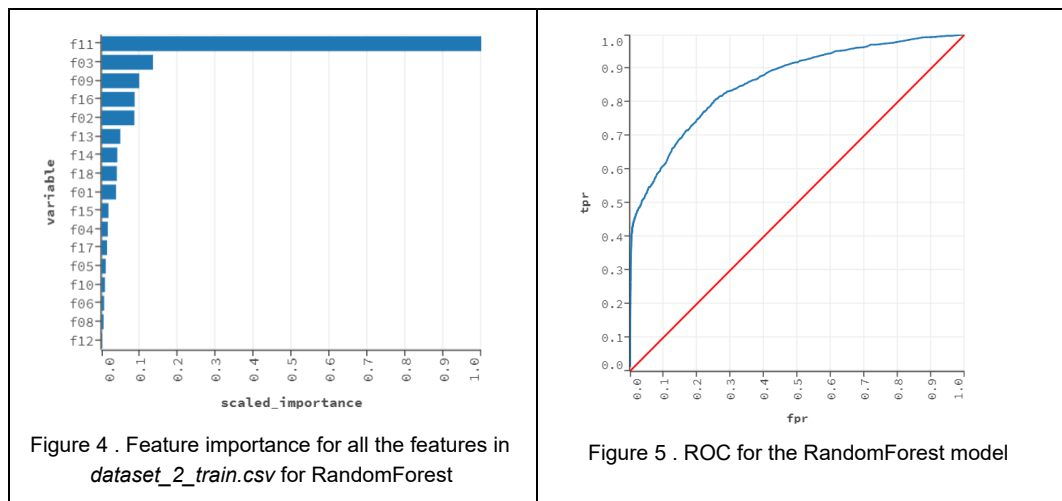 f11
f03
f09
f16
f02
f13
f14
f18
f01
f15
f04
f17
f05
f10
f06
f08
f12
variable
0.0 0.1 0.2 0.3 0.4 0.5 0.6 0.7 0.8 0.9 1.0
scaled_importance
Figure 4 . Feature importance for all the features in
dataset_2_train.csv for RandomForest
1.0
0.9
0.8
0.7
0.6
0.5
0.4
0.3
0.2
0.1
0.0
tpr
0.0 0.1 0.2 0.3 0.4 0.5 0.6 0.7 0.8 0.9 1.0
fpr
Figure 5 . ROC for the RandomForest model